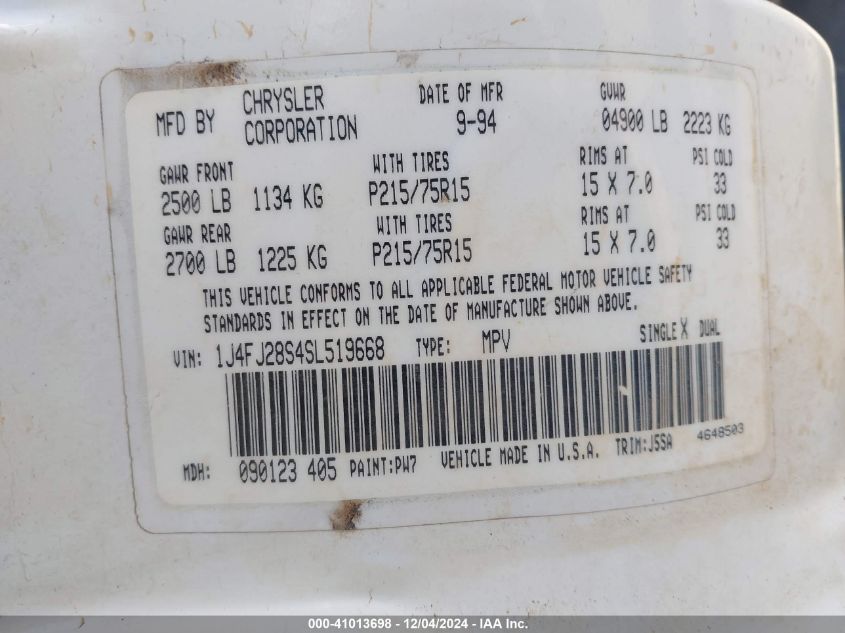 MFD BY CHRYSLER CORPORATION DATE OF MFR 9-94 GVWR 04900 LB 2223 KG
GAWR FRONT WITH TIRES RIMS AT PSI COLD
2500 LB 1134 KG P215/75R15 15 X 7.0 33
GAWR REAR WITH TIRES RIMS AT PSI COLD
2700 LB 1225 KG P215/75R15 15 X 7.0 33
THIS VEHICLE CONFORMS TO ALL APPLICABLE FEDERAL MOTOR VEHICLE SAFETY
STANDARDS IN EFFECT ON THE DATE OF MANUFACTURE SHOWN ABOVE.
VIN: 1J4FJ28S4SL519668 TYPE: MPV SINGLE X DUAL
MDH: 090123 405 PAINT:PW7 VEHICLE MADE IN U.S.A. TRIM:J5SA 4648503
000-41013698 - 12/04/2024 - IAA Inc.